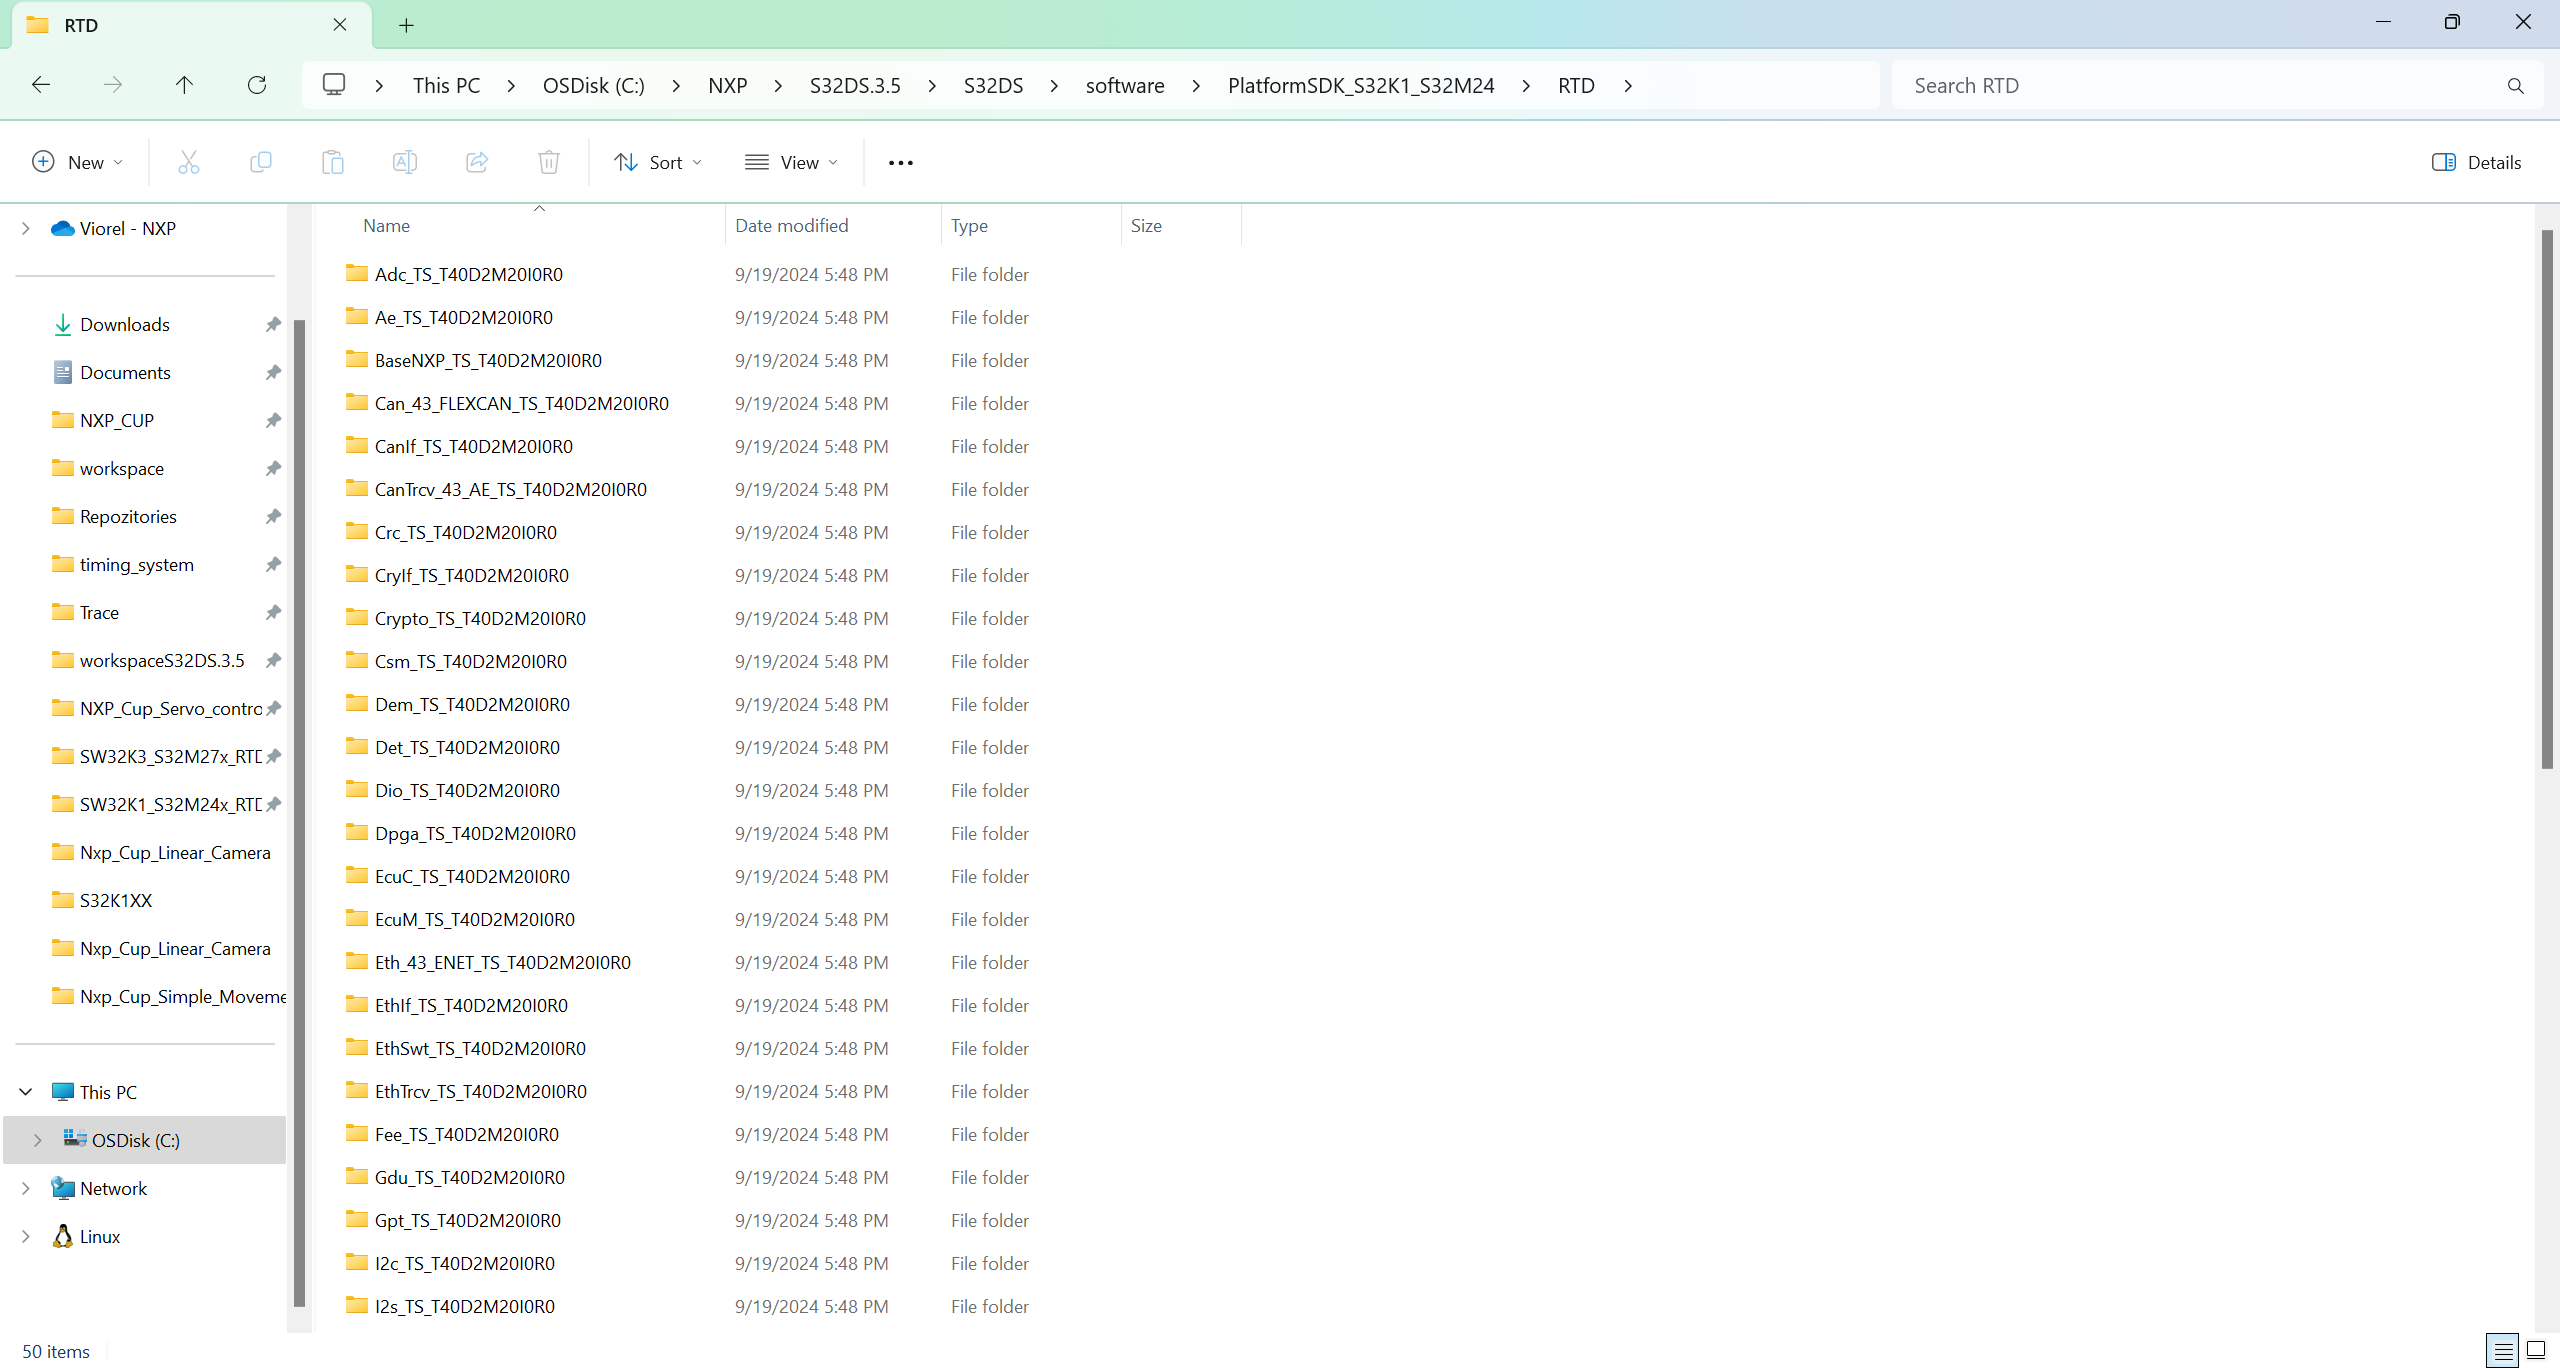 RTD
This PC > OSDisk (C:) > NXP > S32DS.3.5 > S32DS > software > PlatformSDK_S32K1_S32M24 > RTD >
Search RTD
New
Sort
View
Details
Viorel - NXP
Downloads
Documents
NXP_CUP
workspace
Repozitories
timing_system
Trace
workspaceS32DS.3.5
NXP_Cup_Servo_contro
SW32K3_S32M27x_RTD
SW32K1_S32M24x_RTD
Nxp_Cup_Linear_Camera
S32K1XX
Nxp_Cup_Linear_Camera
Nxp_Cup_Simple_Moveme
This PC
OSDisk (C:)
Network
Linux
Name Date modified Type Size
Adc_TS_T40D2M20I0R0 9/19/2024 5:48 PM File folder
Ae_TS_T40D2M20I0R0 9/19/2024 5:48 PM File folder
BaseNXP_TS_T40D2M20I0R0 9/19/2024 5:48 PM File folder
Can_43_FLEXCAN_TS_T40D2M20I0R0 9/19/2024 5:48 PM File folder
CanIf_TS_T40D2M20I0R0 9/19/2024 5:48 PM File folder
CanTrcv_43_AE_TS_T40D2M20I0R0 9/19/2024 5:48 PM File folder
Crc_TS_T40D2M20I0R0 9/19/2024 5:48 PM File folder
CryIf_TS_T40D2M20I0R0 9/19/2024 5:48 PM File folder
Crypto_TS_T40D2M20I0R0 9/19/2024 5:48 PM File folder
Csm_TS_T40D2M20I0R0 9/19/2024 5:48 PM File folder
Dem_TS_T40D2M20I0R0 9/19/2024 5:48 PM File folder
Det_TS_T40D2M20I0R0 9/19/2024 5:48 PM File folder
Dio_TS_T40D2M20I0R0 9/19/2024 5:48 PM File folder
Dpga_TS_T40D2M20I0R0 9/19/2024 5:48 PM File folder
EcuC_TS_T40D2M20I0R0 9/19/2024 5:48 PM File folder
EcuM_TS_T40D2M20I0R0 9/19/2024 5:48 PM File folder
Eth_43_ENET_TS_T40D2M20I0R0 9/19/2024 5:48 PM File folder
EthIf_TS_T40D2M20I0R0 9/19/2024 5:48 PM File folder
EthSwt_TS_T40D2M20I0R0 9/19/2024 5:48 PM File folder
EthTrcv_TS_T40D2M20I0R0 9/19/2024 5:48 PM File folder
Fee_TS_T40D2M20I0R0 9/19/2024 5:48 PM File folder
Gdu_TS_T40D2M20I0R0 9/19/2024 5:48 PM File folder
Gpt_TS_T40D2M20I0R0 9/19/2024 5:48 PM File folder
I2c_TS_T40D2M20I0R0 9/19/2024 5:48 PM File folder
I2s_TS_T40D2M20I0R0 9/19/2024 5:48 PM File folder
50 items